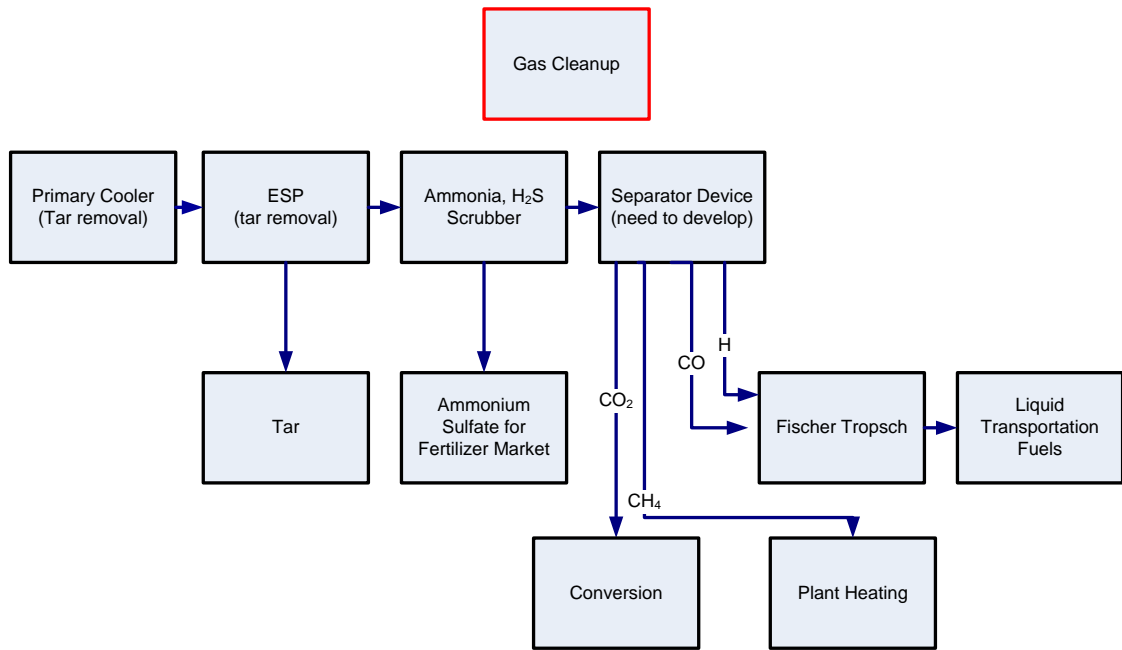 Gas Cleanup
Primary Cooler
(Tar removal)
ESP
(tar removal)
Ammonia, H₂S
Scrubber
Separator Device
(need to develop)
H
CO
CO₂
Tar
Ammonium
Sulfate for
Fertilizer Market
Fischer Tropsch
Liquid
Transportation
Fuels
CH₄
Conversion
Plant Heating